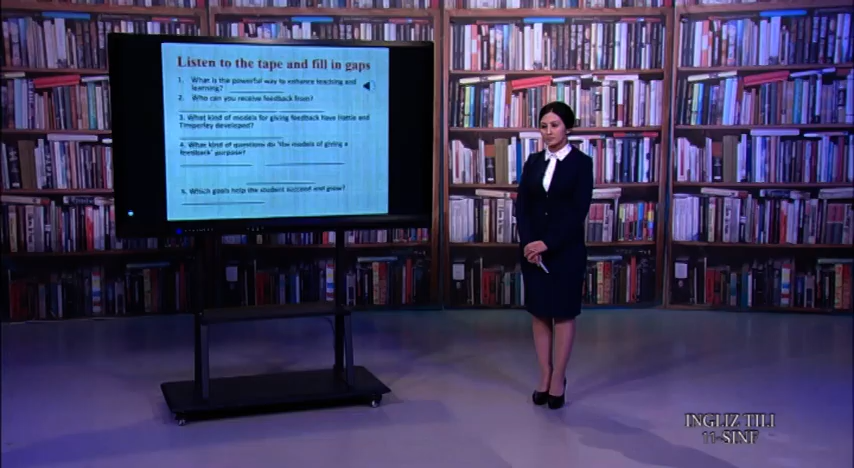 Listen to the tape and fill in gaps
1. What is the powerful way to enhance teaching and
learning?
2. Who can you receive feedback from?
3. What kind of models for giving feedback have Hattie and
Timperley developed?
4. What kind of questions do 'the models of giving a
feedback' purpose?
5. Which goals help the student succeed and grow?
INGLIZ TILI
11-SINF